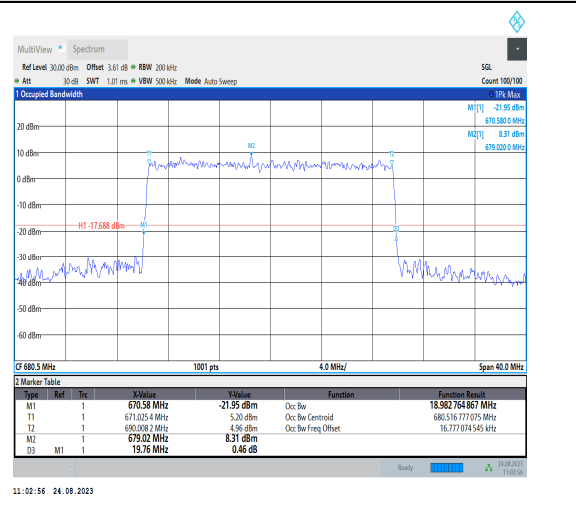 MultiView Spectrum
Ref Level 30.00 dBm Offset 3.61 dB RBW 200 kHz SGL
Att 30 dB SWT 1.01 ms VBW 500 kHz Mode Auto Sweep Count 100/100
1 Occupied Bandwidth 1Pk Max
M1[1] -21.95 dBm
670.580 0 MHz
M2[1] 8.31 dBm
679.020 0 MHz
20 dBm
10 dBm
T1 M2 T2
0 dBm
-10 dBm
H1 -17.688 dBm M1
-20 dBm D3
-30 dBm
-40 dBm
-50 dBm
-60 dBm
CF 680.5 MHz 1001 pts 4.0 MHz/ Span 40.0 MHz
2 Marker Table
Type Ref Trc X-Value Y-Value Function Function Result
M1 1 670.58 MHz -21.95 dBm Occ Bw 18.982 764 867 MHz
T1 1 671.025 4 MHz 5.20 dBm Occ Bw Centroid 680.516 777 075 MHz
T2 1 690.008 2 MHz 4.96 dBm Occ Bw Freq Offset 16.777 074 545 kHz
M2 1 679.02 MHz 8.31 dBm
D3 M1 1 19.76 MHz 0.46 dB
Ready 24.08.2023
11:02:56
11:02:56 24.08.2023